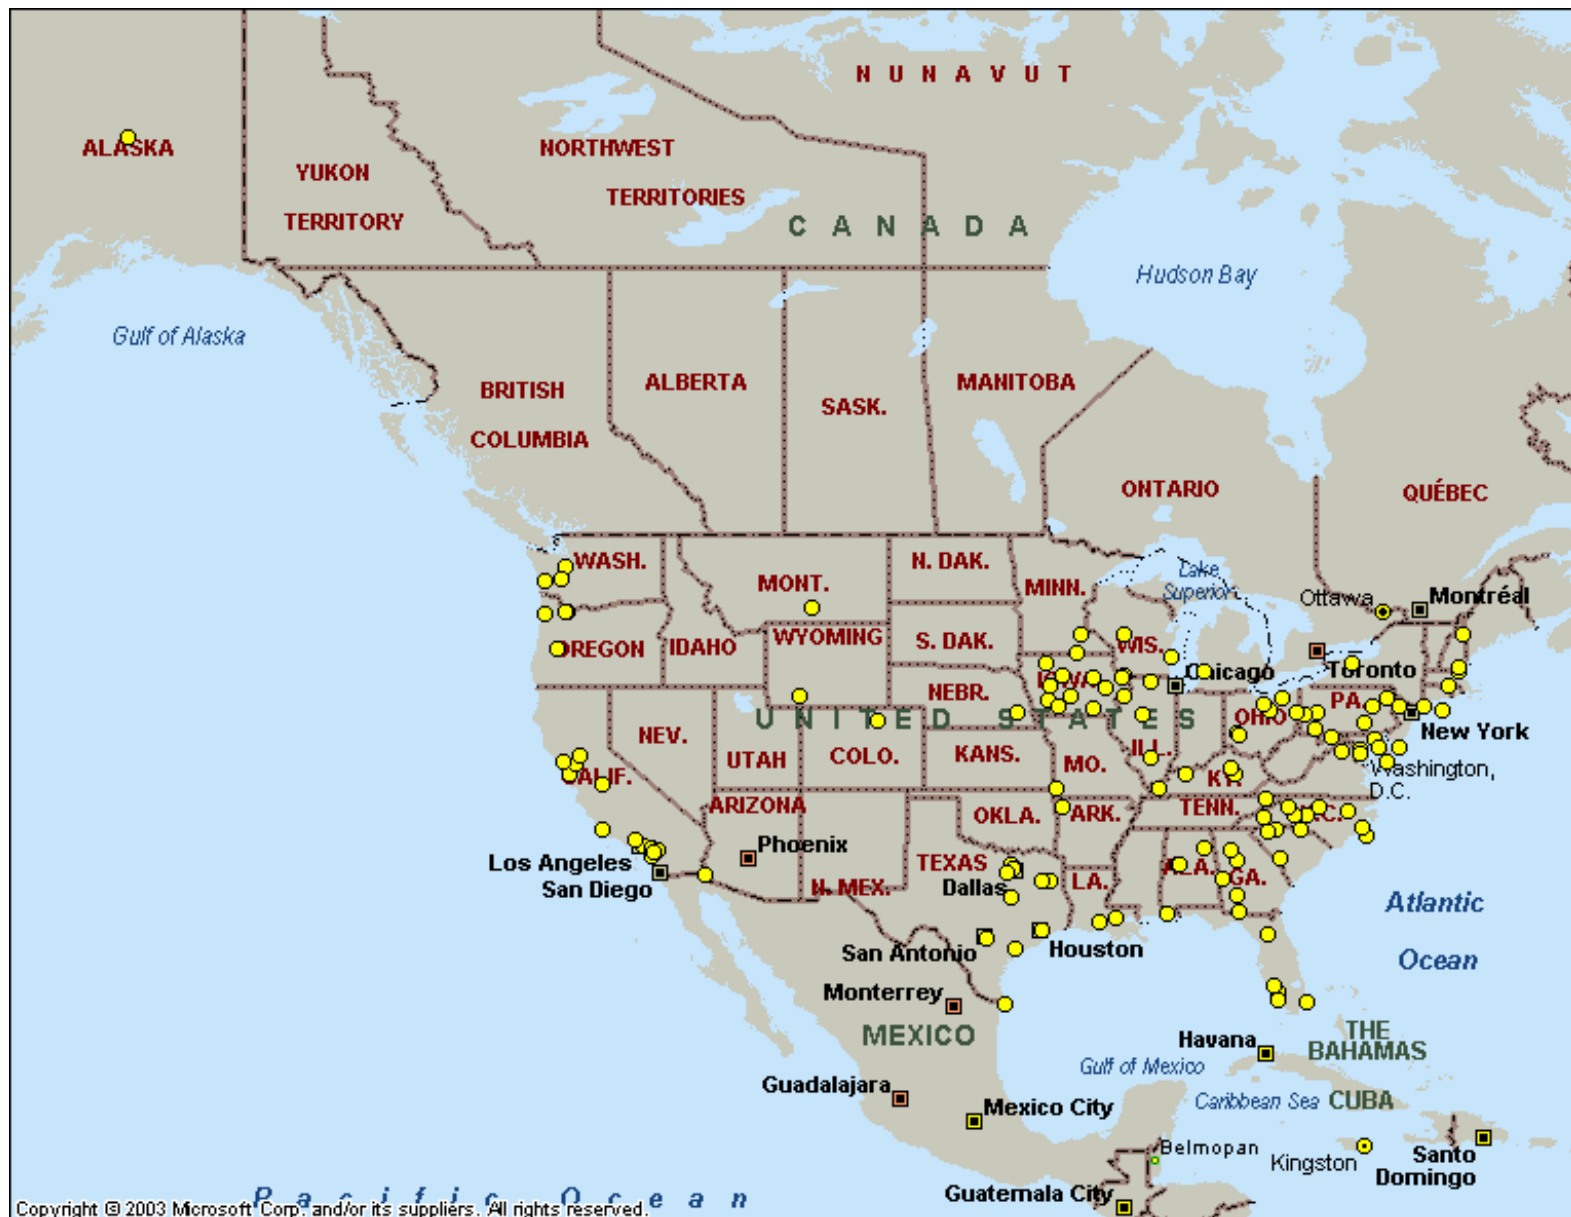 NUNAVUT
ALASKA
NORTHWEST
TERRITORIES
YUKON
TERRITORY
CANADA
Hudson Bay
Gulf of Alaska
BRITISH
COLUMBIA
ALBERTA
SASK.
MANITOBA
ONTARIO
QUÉBEC
WASH.
MONT.
N. DAK.
MINN.
Lake
Superior
Ottawa
Montréal
OREGON
IDAHO
WYOMING
S. DAK.
WIS.
Toronto
Chicago
IOWA
NEBR.
PA.
OHIO
New York
UNITED STATES
NEV.
UTAH
COLO.
KANS.
MO.
ILL.
KY.
Washington,
D.C.
CALIF.
ARIZONA
OKLA.
ARK.
TENN.
N.C.
Phoenix
Los Angeles
San Diego
N. MEX.
TEXAS
Dallas
LA.
ALA.
GA.
Atlantic
Ocean
San Antonio
Houston
Monterrey
MEXICO
Havana
THE
BAHAMAS
Gulf of Mexico
Guadalajara
Mexico City
Caribbean Sea
CUBA
Belmopan
Kingston
Santo
Domingo
Guatemala City
Pacific Ocean
Copyright © 2003 Microsoft Corp. and/or its suppliers. All rights reserved.